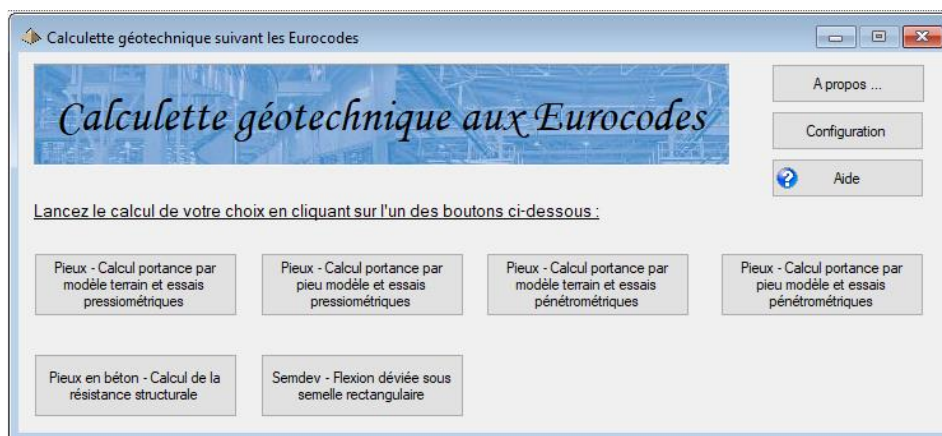 Calculette géotechnique suivant les Eurocodes
Calculette géotechnique aux Eurocodes
A propos ...
Configuration
Aide
Lancez le calcul de votre choix en cliquant sur l'un des boutons ci-dessous :
Pieux - Calcul portance par
modèle terrain et essais
pressiométriques
Pieux - Calcul portance par
pieu modèle et essais
pressiométriques
Pieux - Calcul portance par
modèle terrain et essais
pénétrométriques
Pieux - Calcul portance par
pieu modèle et essais
pénétrométriques
Pieux en béton - Calcul de la
résistance structurale
Semdev - Flexion déviée sous
semelle rectangulaire